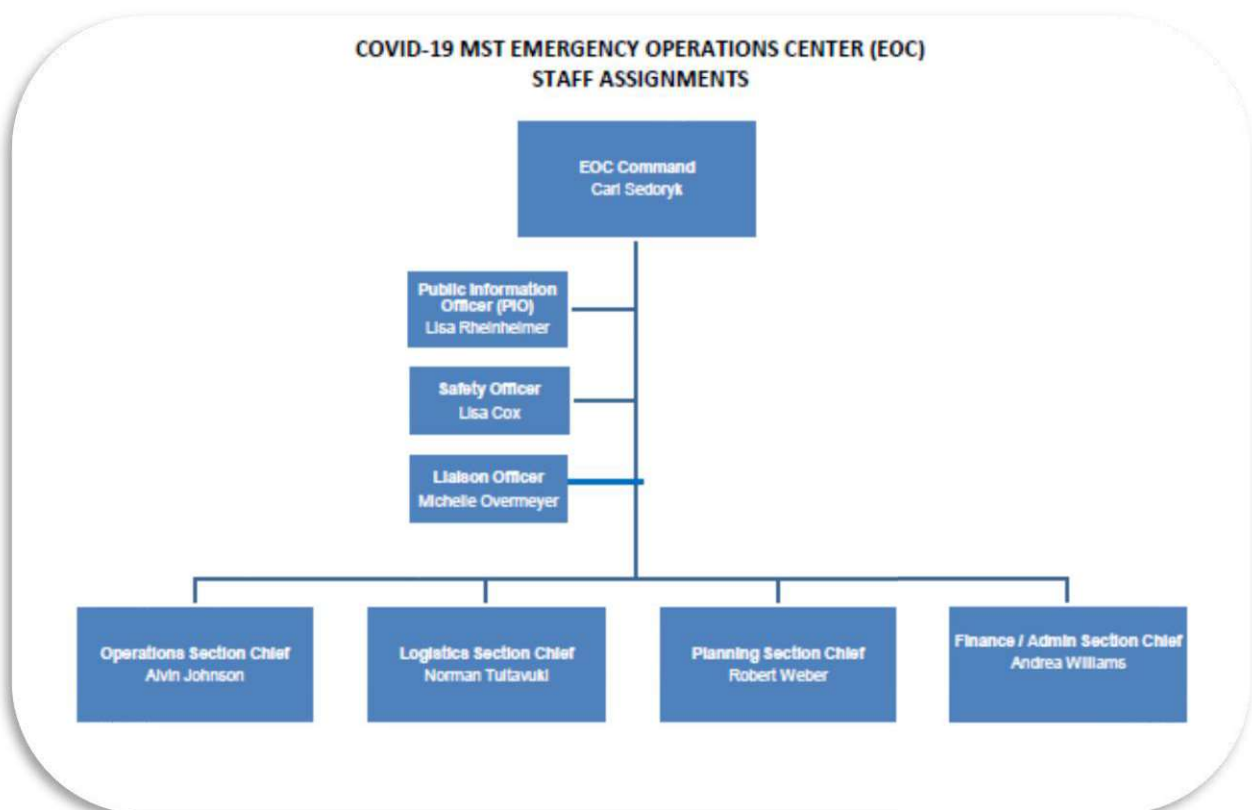 COVID-19 MST EMERGENCY OPERATIONS CENTER (EOC)
STAFF ASSIGNMENTS
EOC Command
Carl Sedoryk
Public Information
Officer (PIO)
Lisa Rheinheimer
Safety Officer
Lisa Cox
Liaison Officer
Michelle Overmeyer
Operations Section Chief
Alvin Johnson
Logistics Section Chief
Norman Tuitavuki
Planning Section Chief
Robert Weber
Finance / Admin Section Chief
Andrea Williams